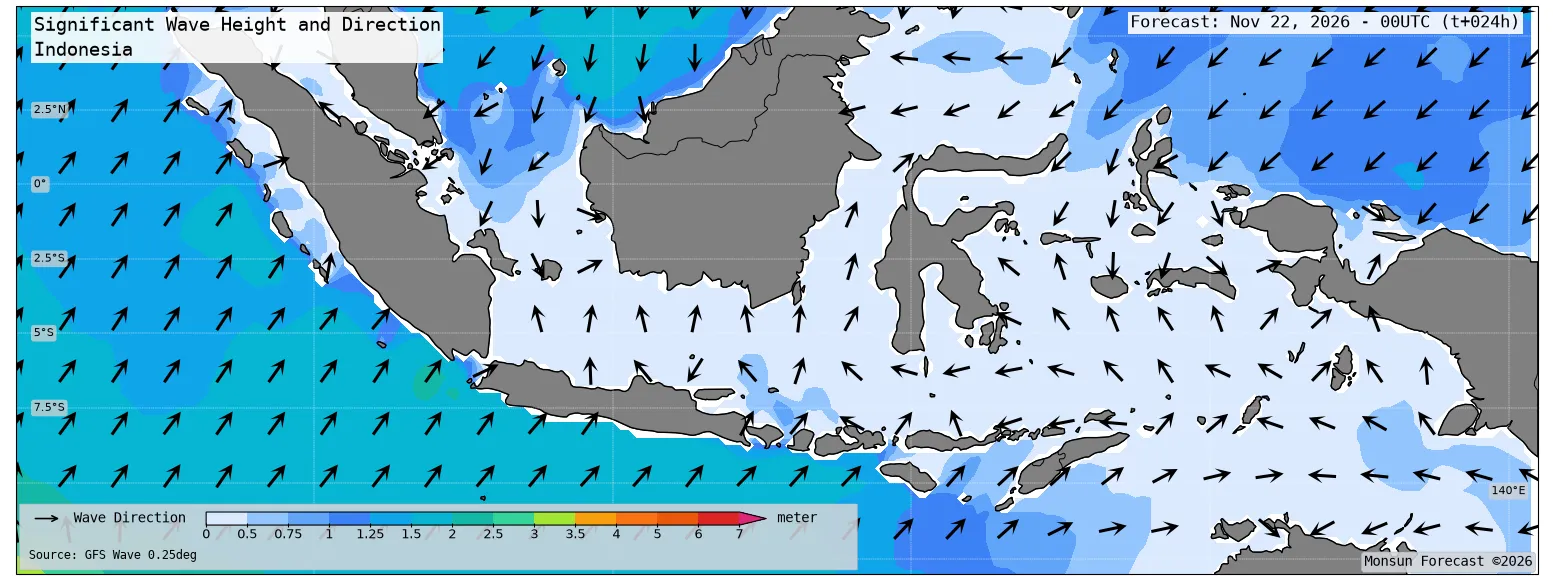 Significant Wave Height and Direction
Indonesia
Forecast: Nov 22, 2026 - 00UTC (t+024h)
2.5°N
0°
2.5°S
5°S
7.5°S
140°E
Wave Direction
0 0.5 0.75 1 1.25 1.5 2 2.5 3 3.5 4 5 6 7
meter
Source: GFS Wave 0.25deg
Monsun Forecast ©2026